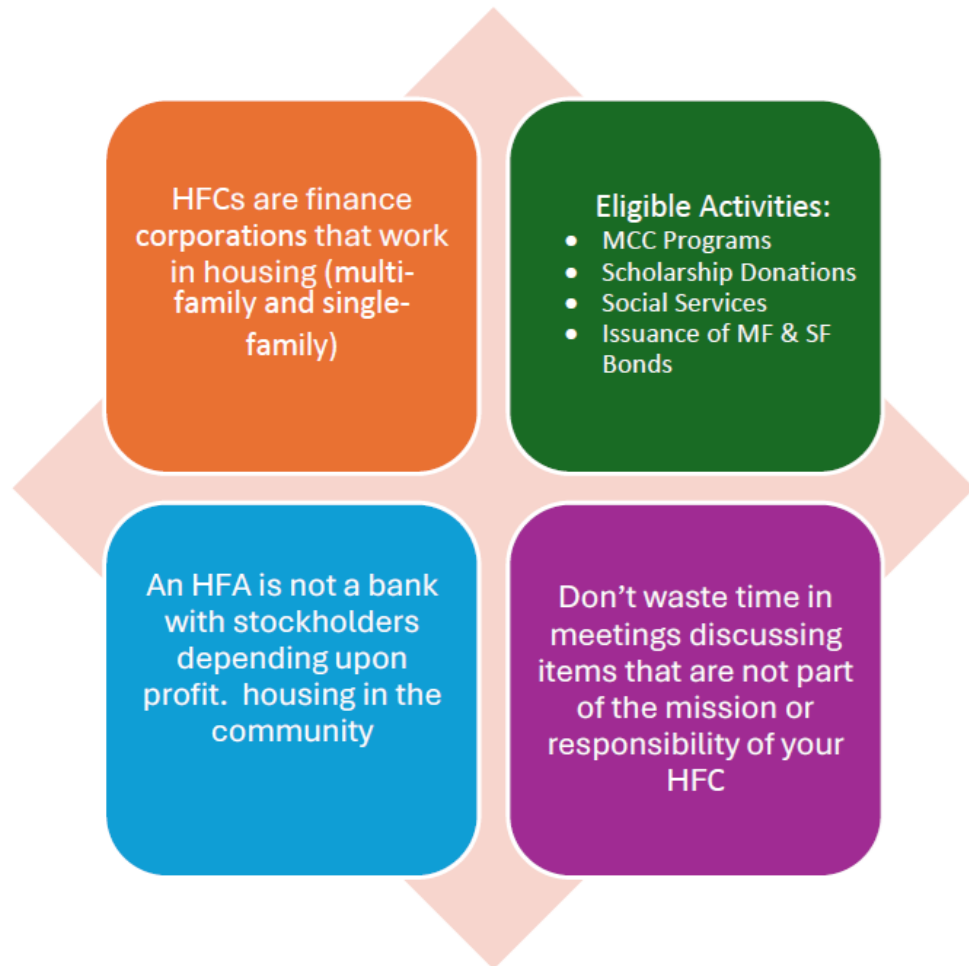 HFCs are finance
corporations that work
in housing (multi-
family and single-
family)
Eligible Activities:
• MCC Programs
• Scholarship Donations
• Social Services
• Issuance of MF & SF
Bonds
An HFA is not a bank
with stockholders
depending upon
profit.  housing in the
community
Don’t waste time in
meetings discussing
items that are not part
of the mission or
responsibility of your
HFC